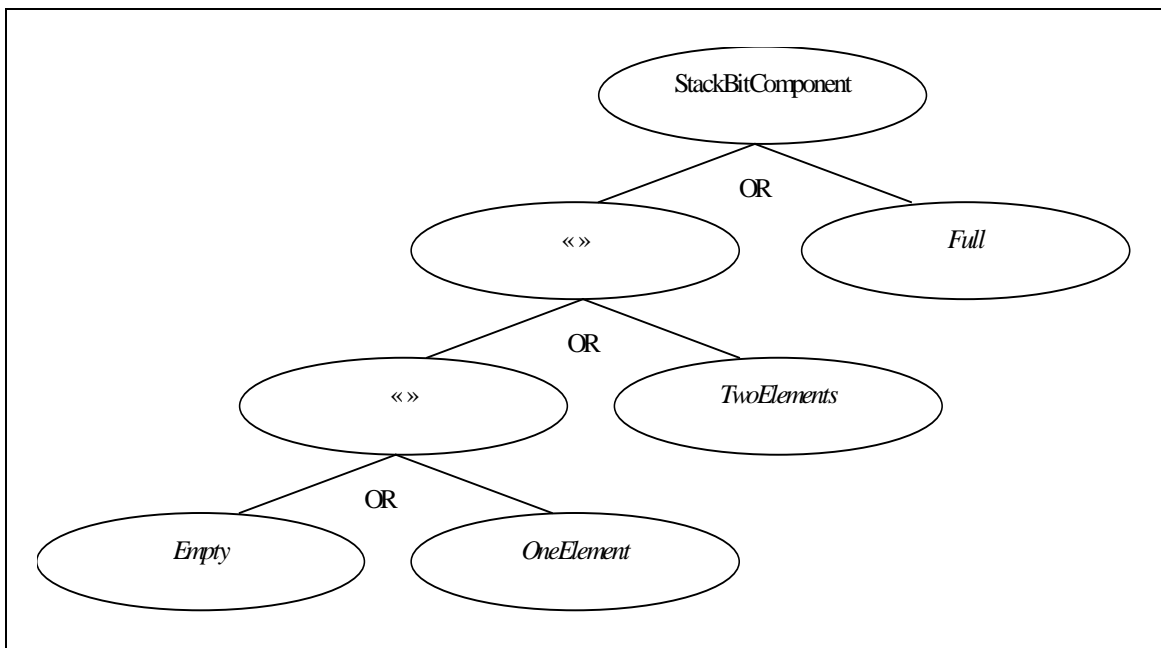 StackBitComponent
OR
« »
Full
OR
« »
TwoElements
OR
Empty
OneElement